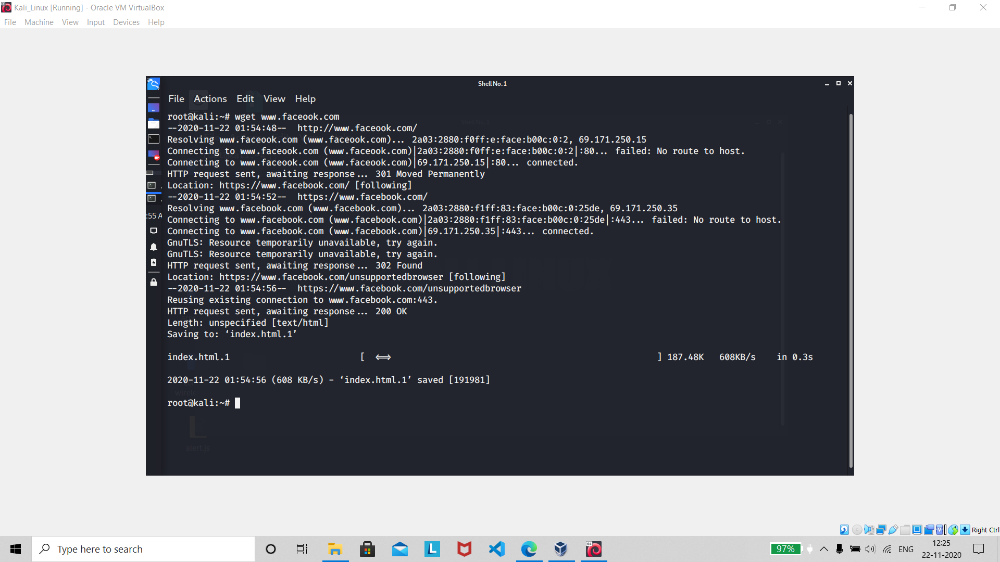 Kali_Linux [Running] - Oracle VM VirtualBox
File Machine View Input Devices Help
Shell No. 1
File Actions Edit View Help
root@kali:~# wget www.faceook.com
--2020-11-22 01:54:48-- http://www.faceook.com/
Resolving www.faceook.com (www.faceook.com)... 2a03:2880:f0ff:e:face:b00c:0:2, 69.171.250.15
Connecting to www.faceook.com (www.faceook.com)|2a03:2880:f0ff:e:face:b00c:0:2|:80... failed: No route to host.
Connecting to www.faceook.com (www.faceook.com)|69.171.250.15|:80... connected.
HTTP request sent, awaiting response... 301 Moved Permanently
Location: https://www.facebook.com/ [following]
--2020-11-22 01:54:52-- https://www.facebook.com/
Resolving www.facebook.com (www.facebook.com)... 2a03:2880:f1ff:83:face:b00c:0:25de, 69.171.250.35
Connecting to www.facebook.com (www.facebook.com)|2a03:2880:f1ff:83:face:b00c:0:25de|:443... failed: No route to host.
Connecting to www.facebook.com (www.facebook.com)|69.171.250.35|:443... connected.
GnuTLS: Resource temporarily unavailable, try again.
GnuTLS: Resource temporarily unavailable, try again.
HTTP request sent, awaiting response... 302 Found
Location: https://www.facebook.com/unsupportedbrowser [following]
--2020-11-22 01:54:56-- https://www.facebook.com/unsupportedbrowser
Reusing existing connection to www.facebook.com:443.
HTTP request sent, awaiting response... 200 OK
Length: unspecified [text/html]
Saving to: ‘index.html.1’
index.html.1 [ <=> ] 187.48K 608KB/s in 0.3s
2020-11-22 01:54:56 (608 KB/s) - ‘index.html.1’ saved [191981]
root@kali:~#
:55 A
alert.js
Right Ctrl
Type here to search
97%
ENG
12:25
22-11-2020